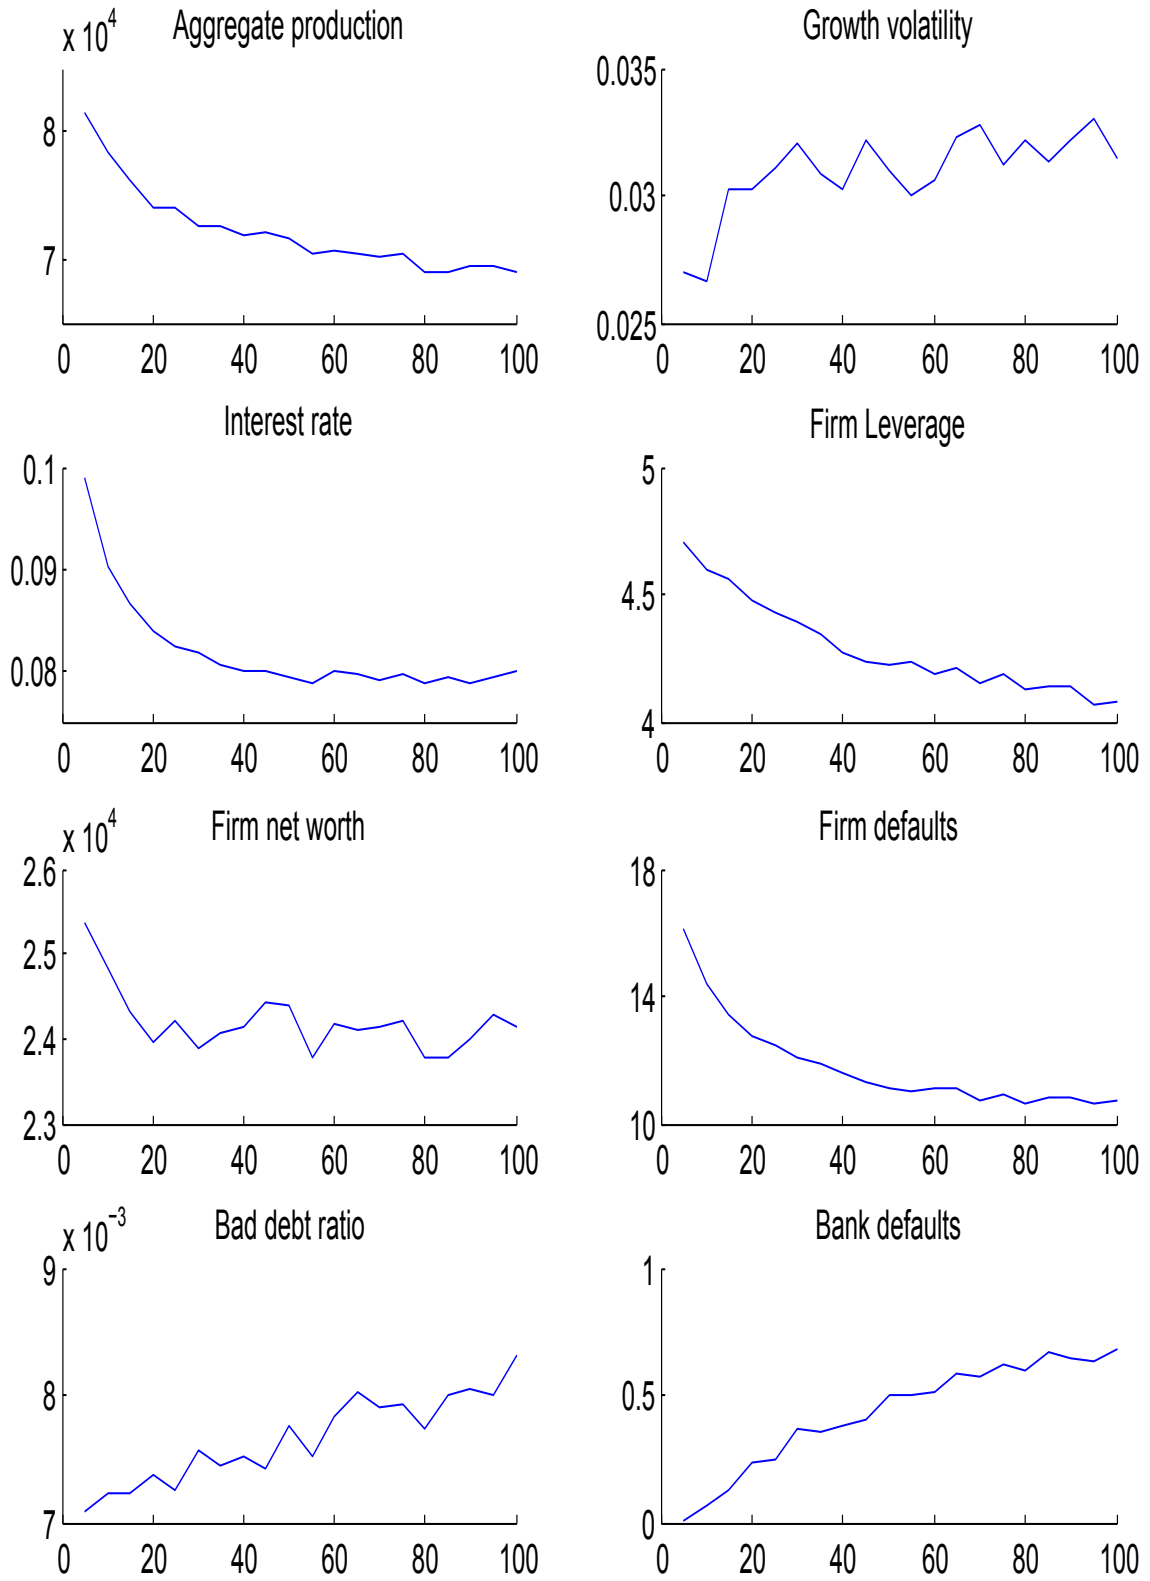 Aggregate production
x 10^4
8
7
0 20 40 60 80 100
Growth volatility
0.035
0.03
0.025
0 20 40 60 80 100
Interest rate
0.1
0.09
0.08
0 20 40 60 80 100
Firm Leverage
5
4.5
4
0 20 40 60 80 100
Firm net worth
x 10^4
2.6
2.5
2.4
2.3
0 20 40 60 80 100
Firm defaults
18
14
10
0 20 40 60 80 100
Bad debt ratio
x 10^−3
9
8
7
0 20 40 60 80 100
Bank defaults
1
0.5
0
0 20 40 60 80 100